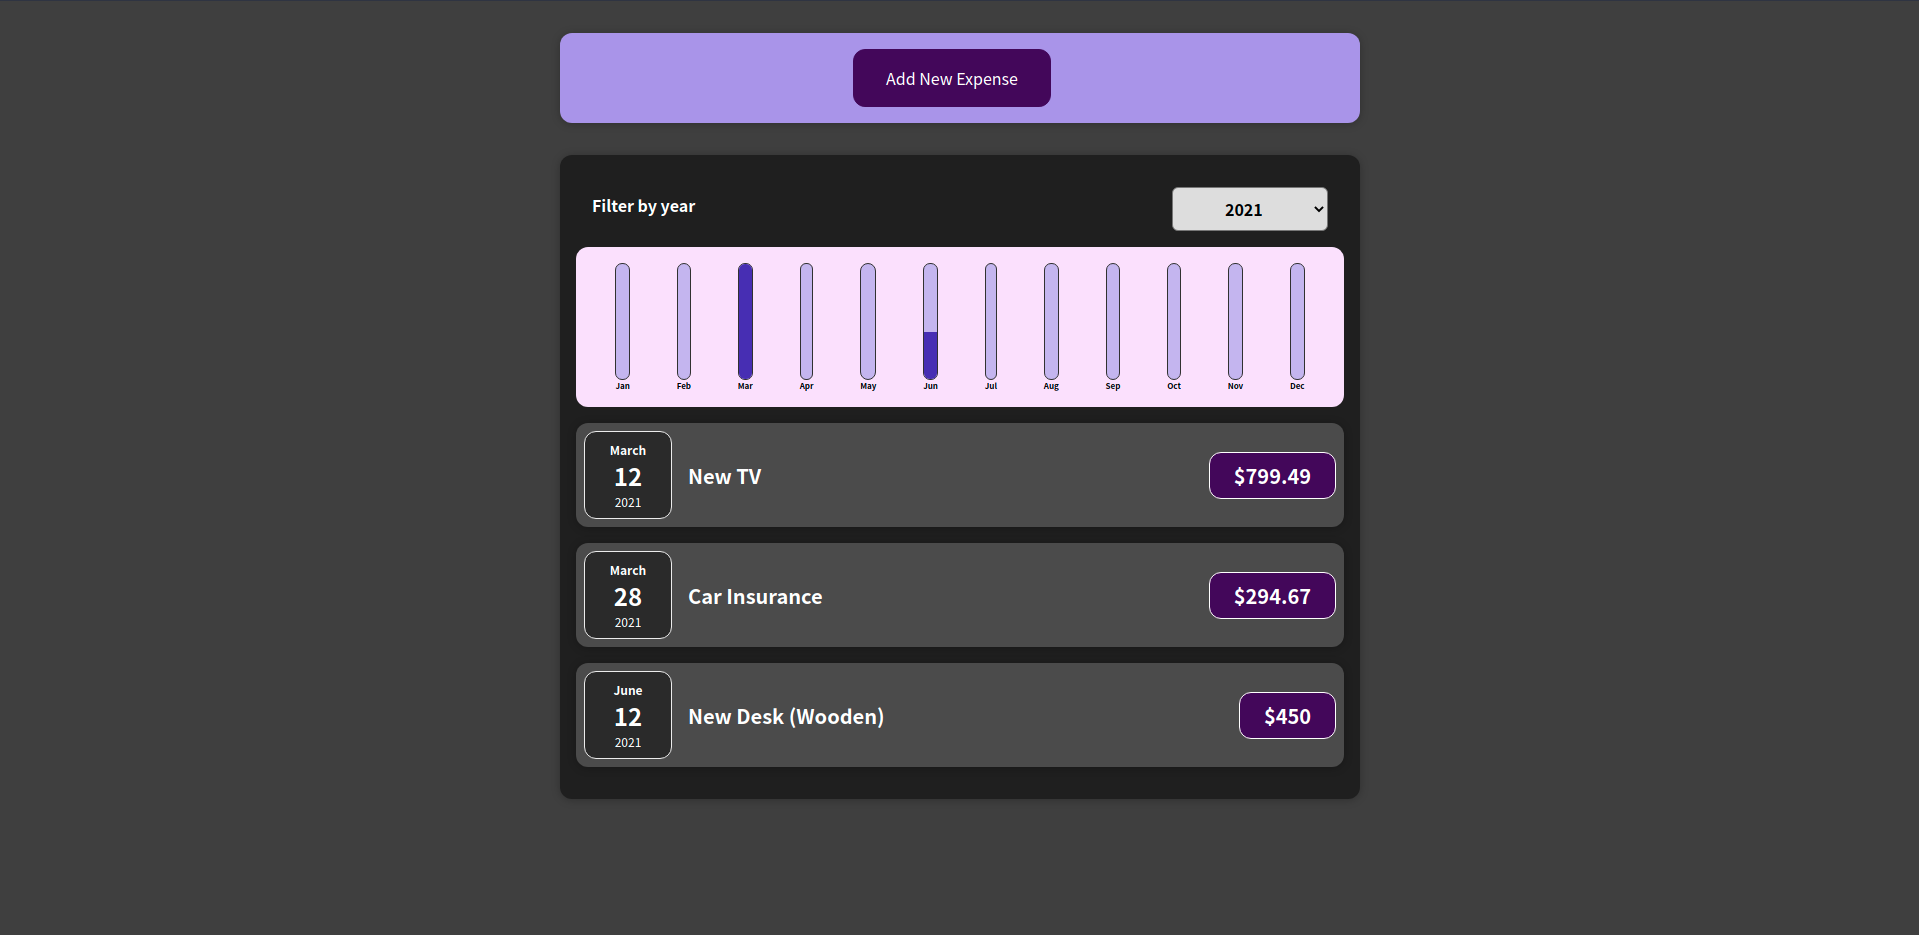 Add New Expense
Filter by year
2021
Jan Feb Mar Apr May Jun Jul Aug Sep Oct Nov Dec
March
12
2021
New TV
$799.49
March
28
2021
Car Insurance
$294.67
June
12
2021
New Desk (Wooden)
$450